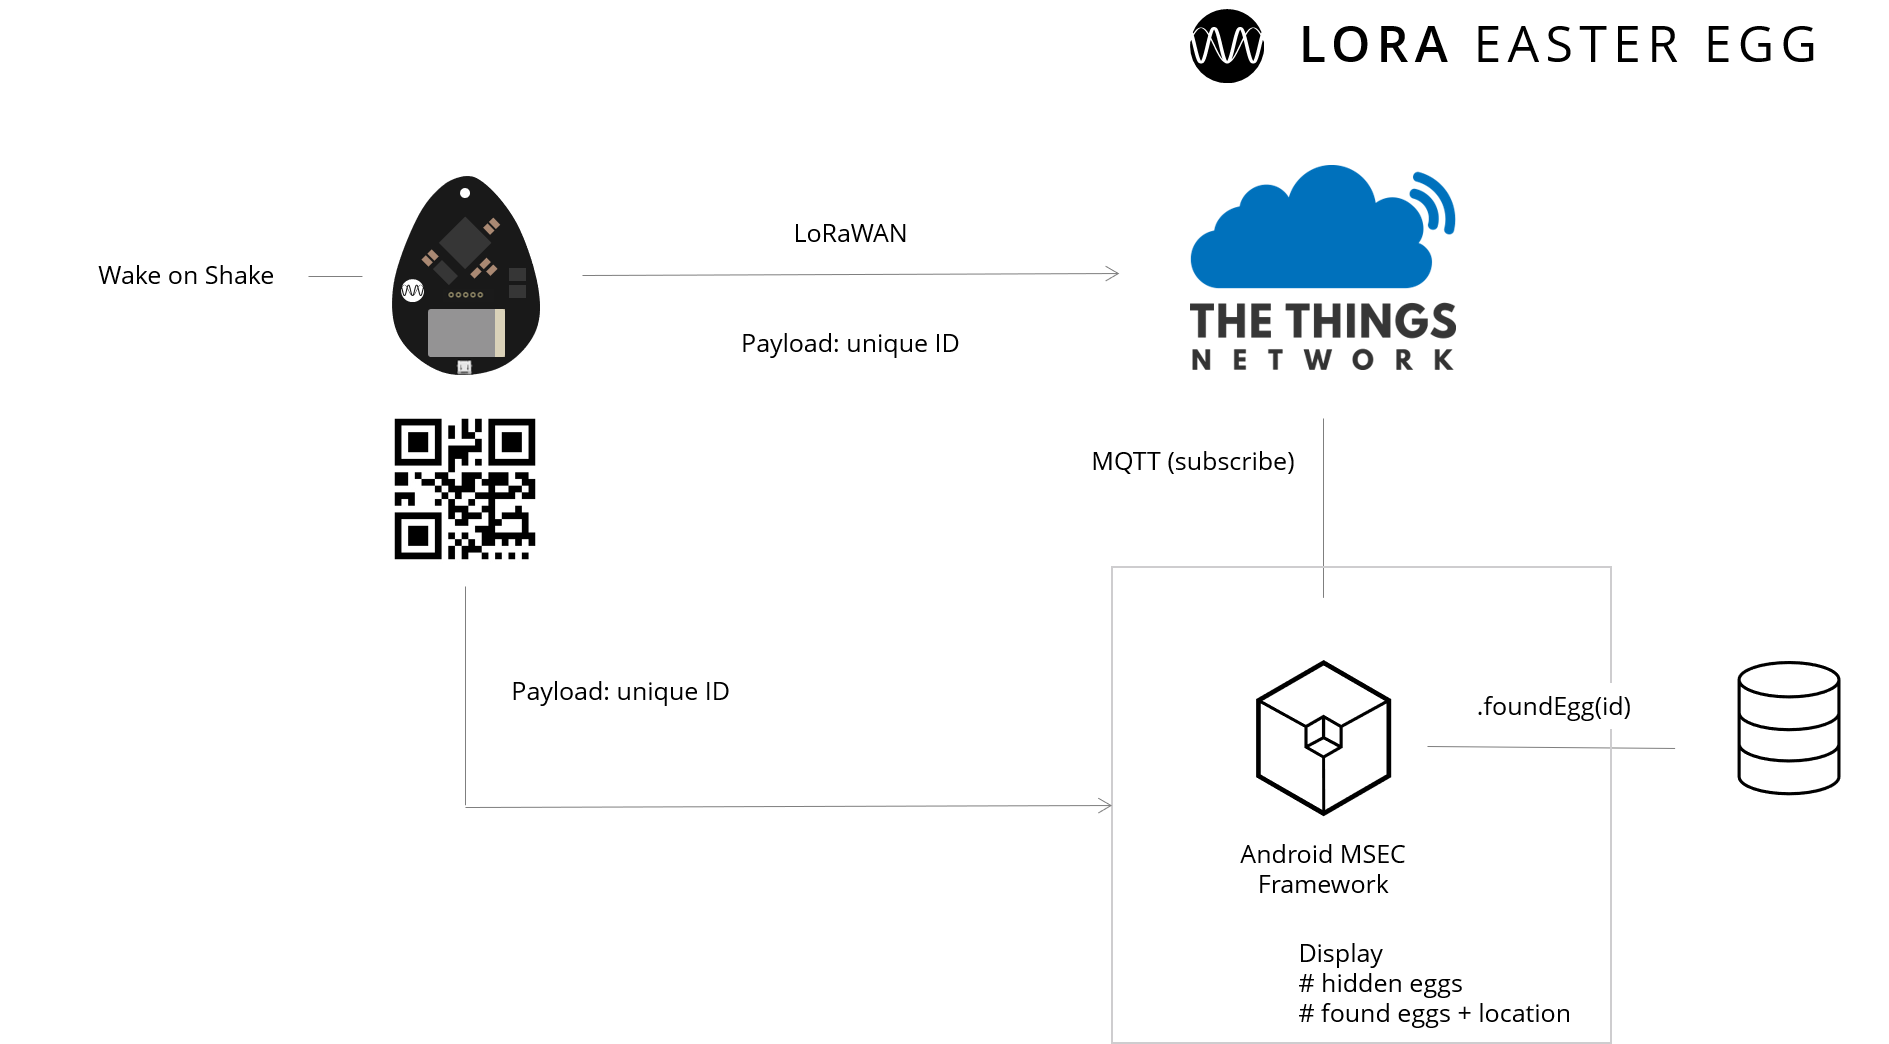 LORA EASTER EGG
Wake on Shake
LoRaWAN
Payload: unique ID
THE THINGS
NETWORK
MQTT (subscribe)
Payload: unique ID
.foundEgg(id)
Android MSEC
Framework
Display
# hidden eggs
# found eggs + location